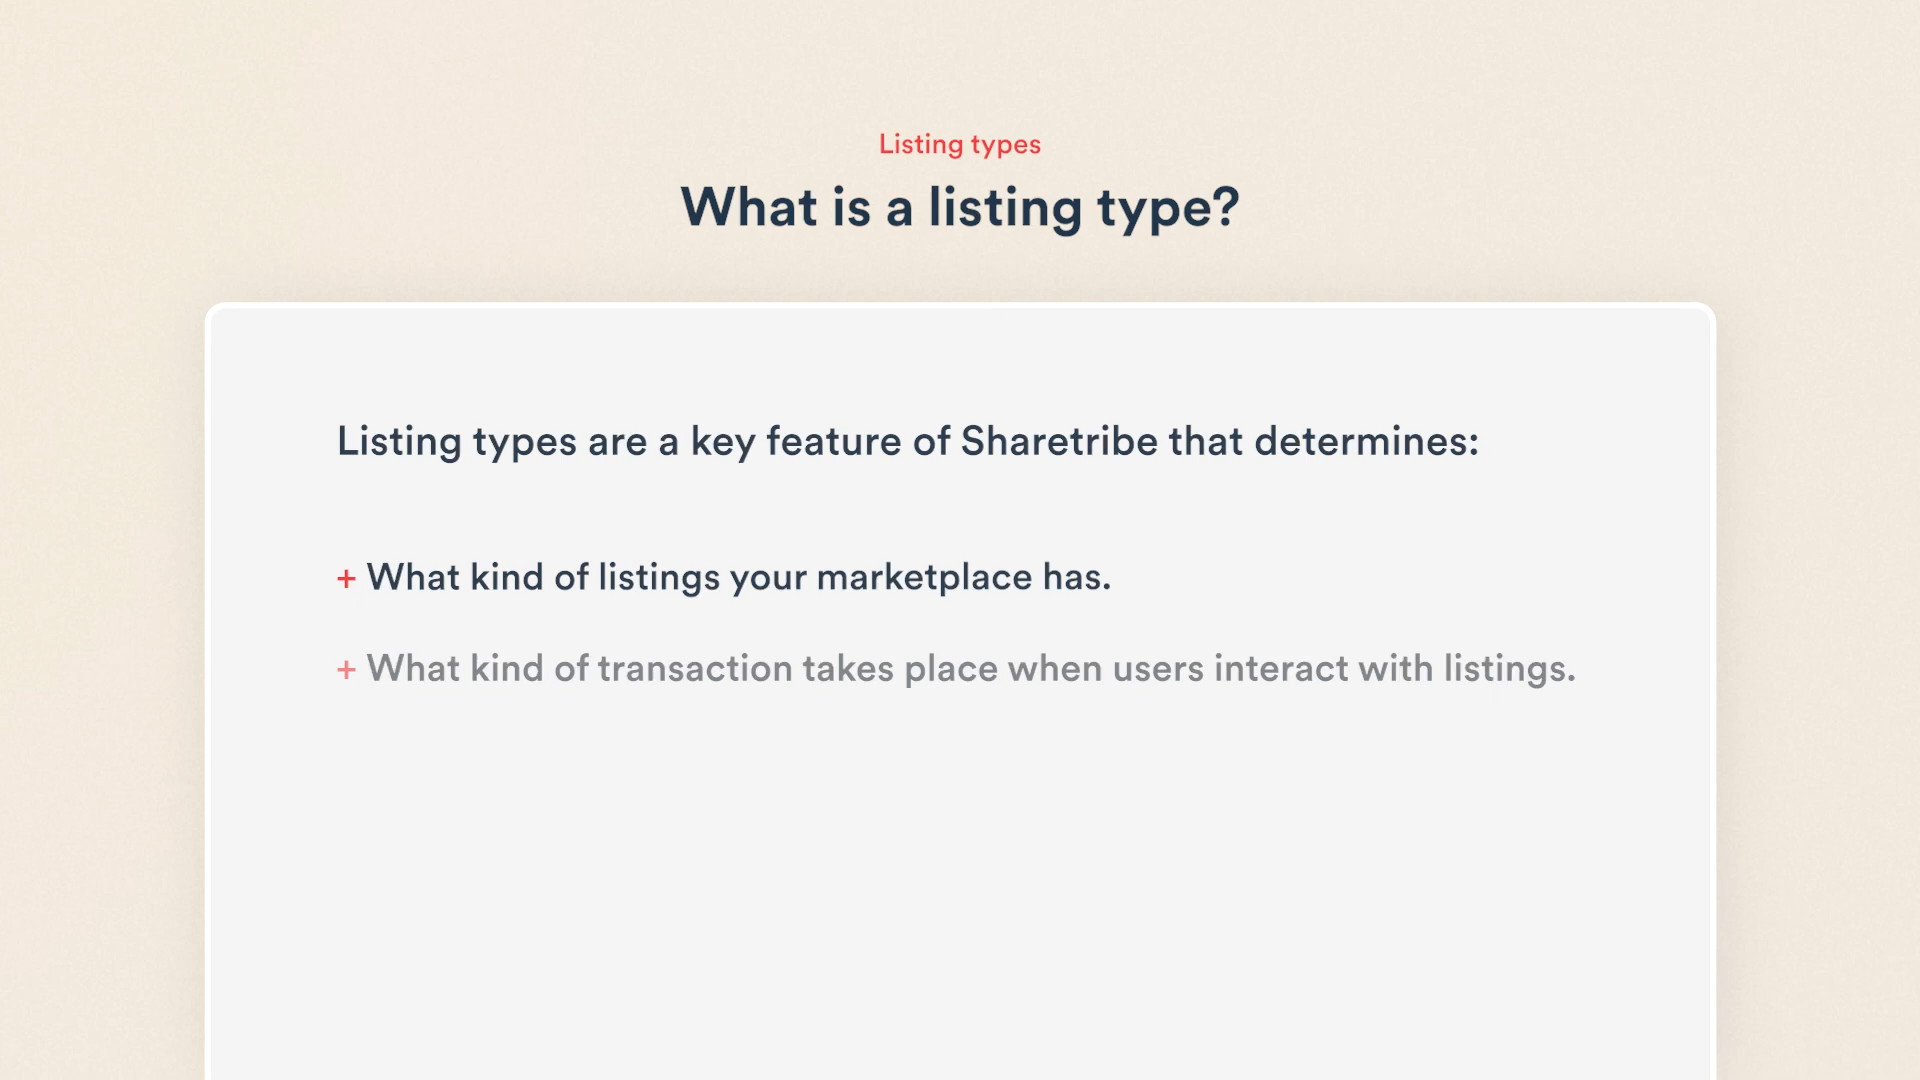 Listing types
What is a listing type?
Listing types are a key feature of Sharetribe that determines:
+ What kind of listings your marketplace has.
+ What kind of transaction takes place when users interact with listings.